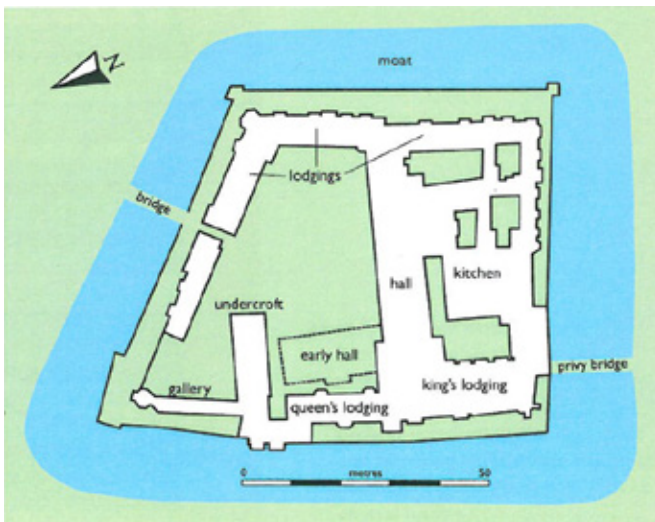 N
moat
lodgings
bridge
undercroft
hall
kitchen
early hall
gallery
queen's lodging
king's lodging
privy bridge
0 metres 50